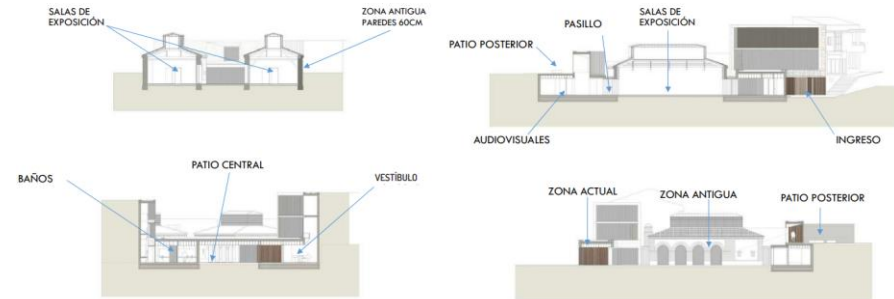 SALAS DE
EXPOSICIÓN
ZONA ANTIGUA
PAREDES 60CM
PATIO POSTERIOR
PASILLO
SALAS DE
EXPOSICIÓN
AUDIOVISUALES
INGRESO
BAÑOS
PATIO CENTRAL
VESTÍBULO
ZONA ACTUAL
ZONA ANTIGUA
PATIO POSTERIOR